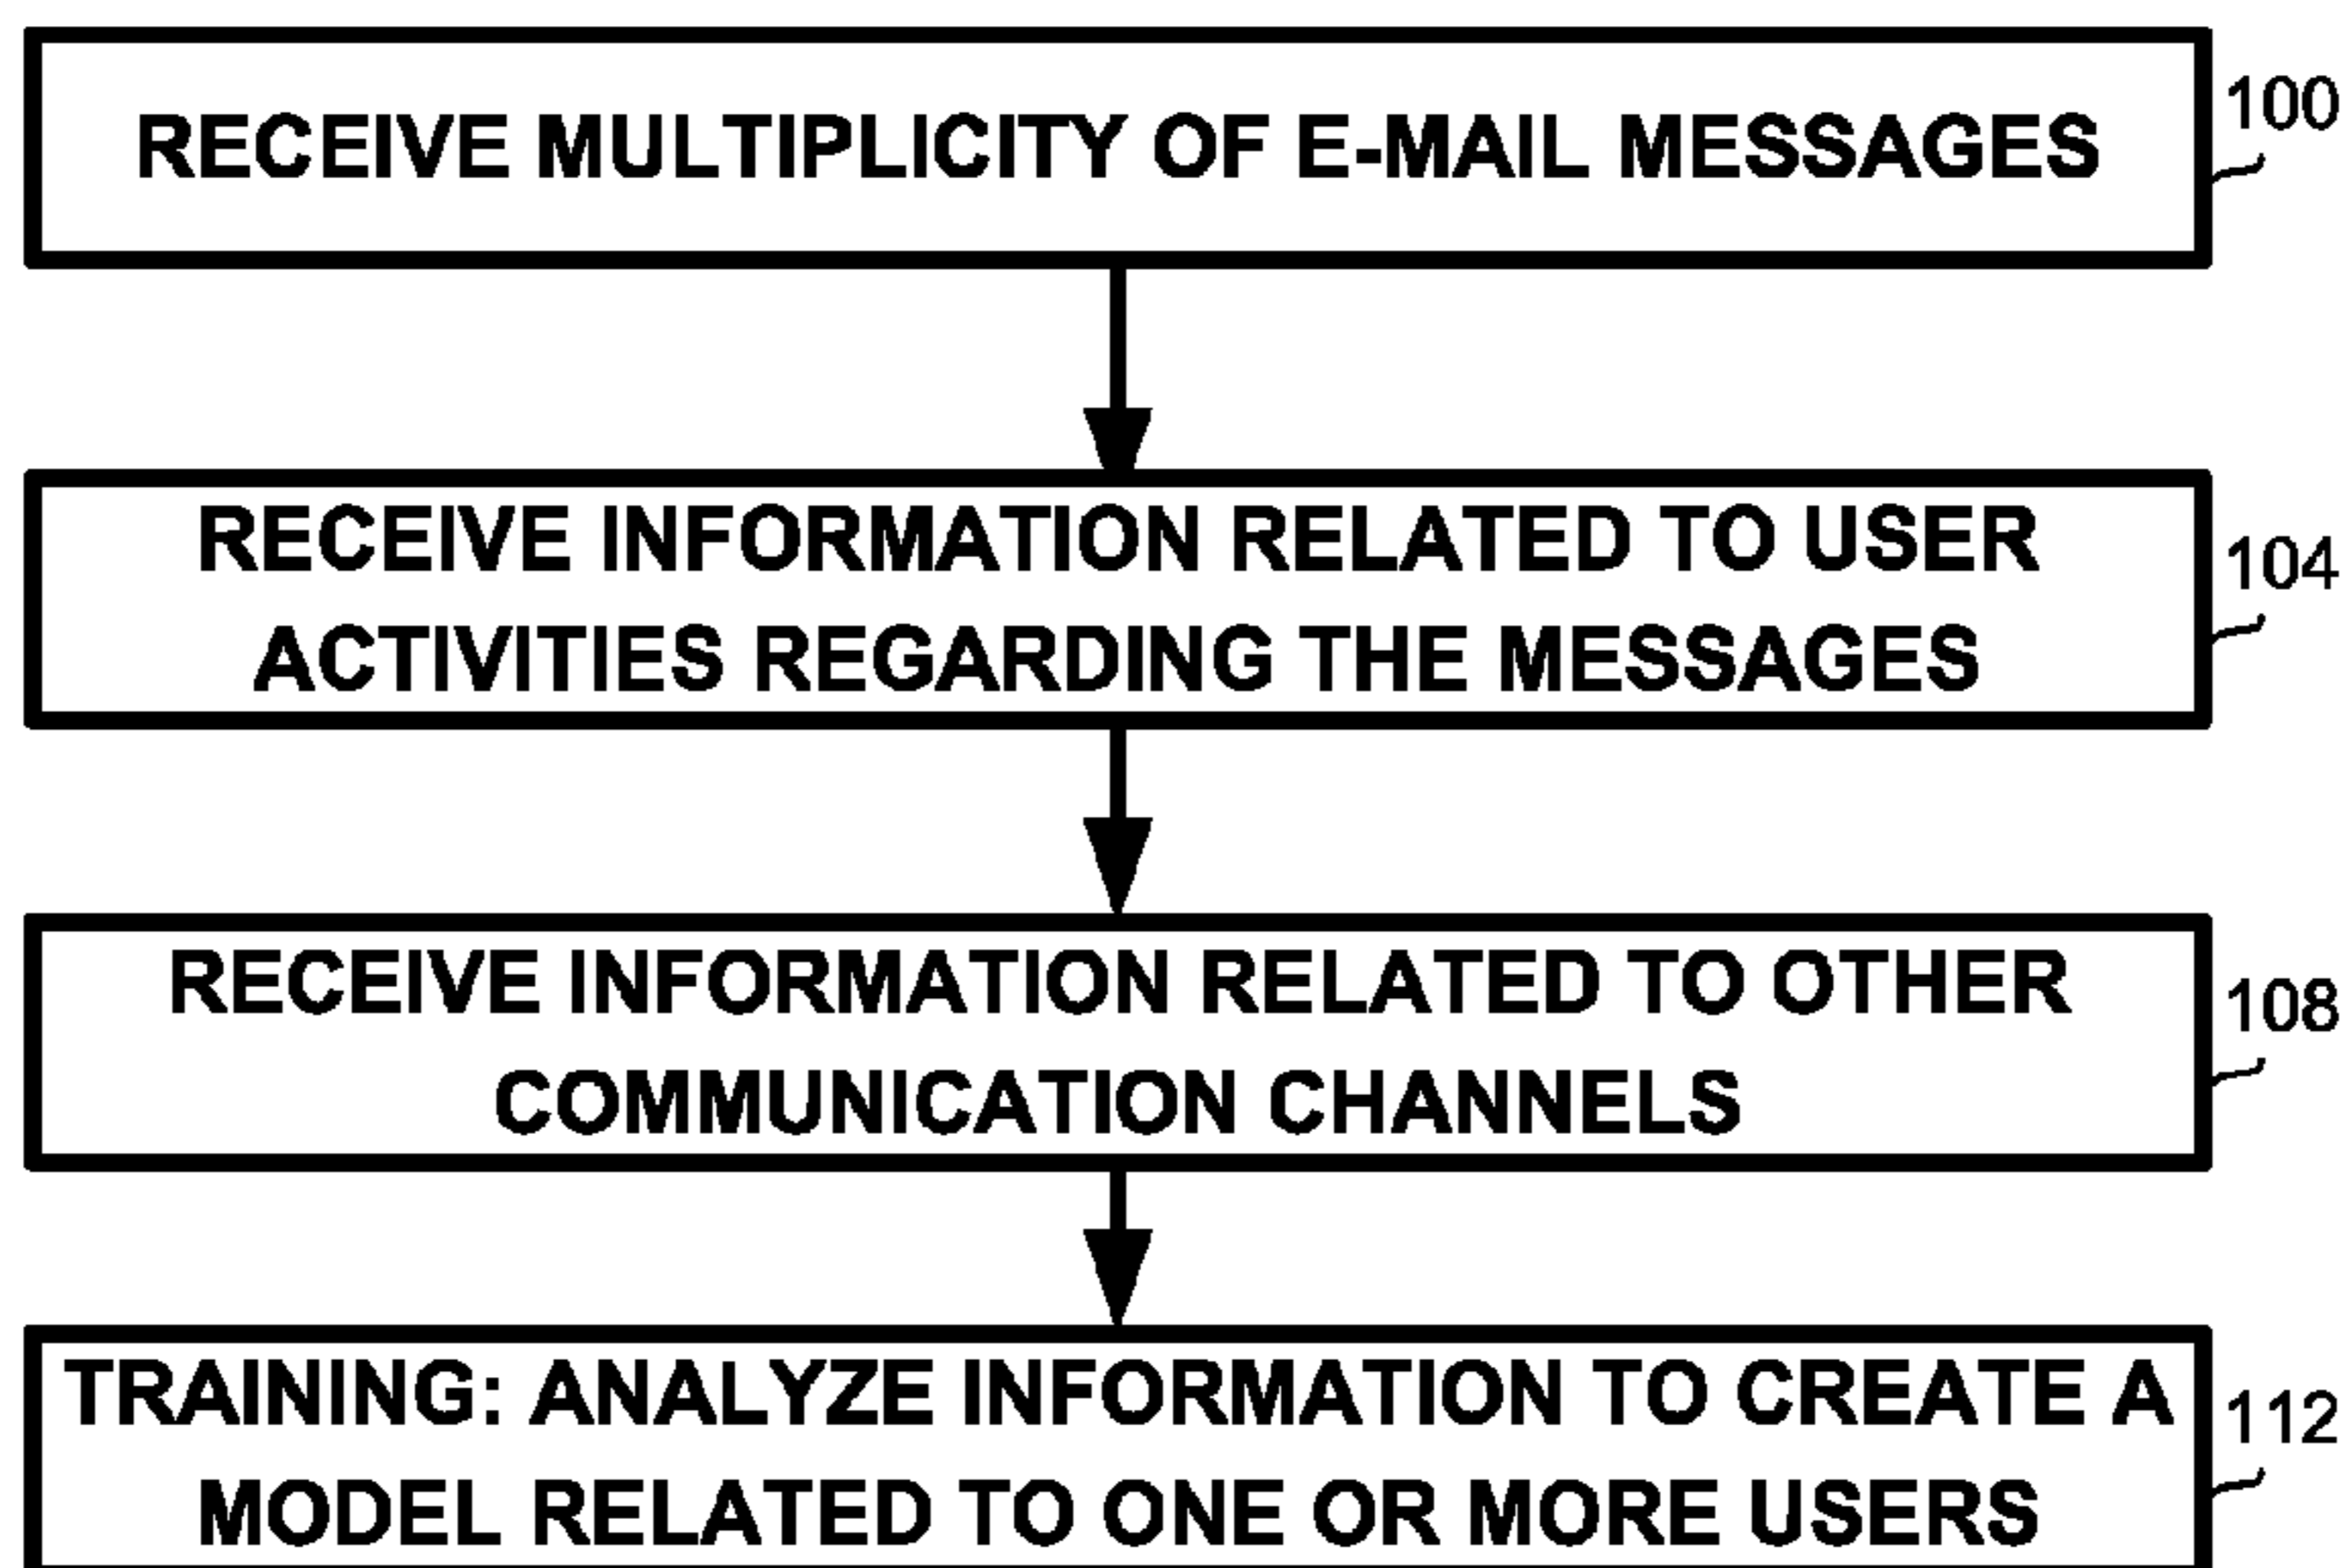 RECEIVE MULTIPLICITY OF E-MAIL MESSAGES
100
RECEIVE INFORMATION RELATED TO USER
ACTIVITIES REGARDING THE MESSAGES
104
RECEIVE INFORMATION RELATED TO OTHER
COMMUNICATION CHANNELS
108
TRAINING: ANALYZE INFORMATION TO CREATE A
MODEL RELATED TO ONE OR MORE USERS
112